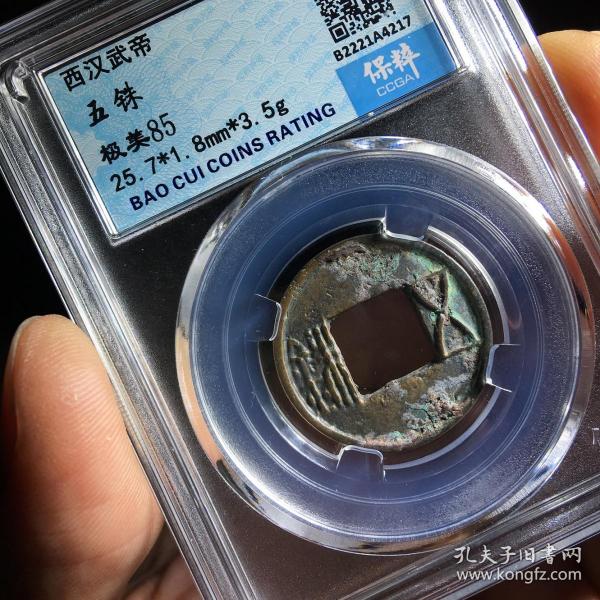 西汉武帝
五铢
极美85
25.7*1.8mm*3.5g
BAO CUI COINS RATING
B2221A4217
保粹
CCGA
五
孔夫子旧书网
www.kongfz.com